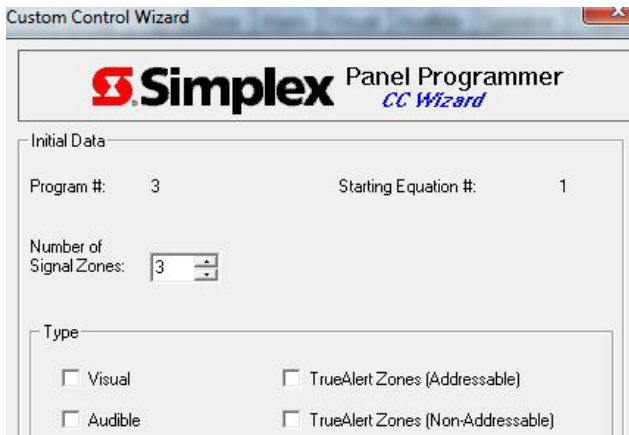 Custom Control Wizard
Simplex Panel Programmer
CC Wizard
Initial Data
Program #: 3 Starting Equation #: 1
Number of
Signal Zones: 3
Type
Visual TrueAlert Zones (Addressable)
Audible TrueAlert Zones (Non-Addressable)